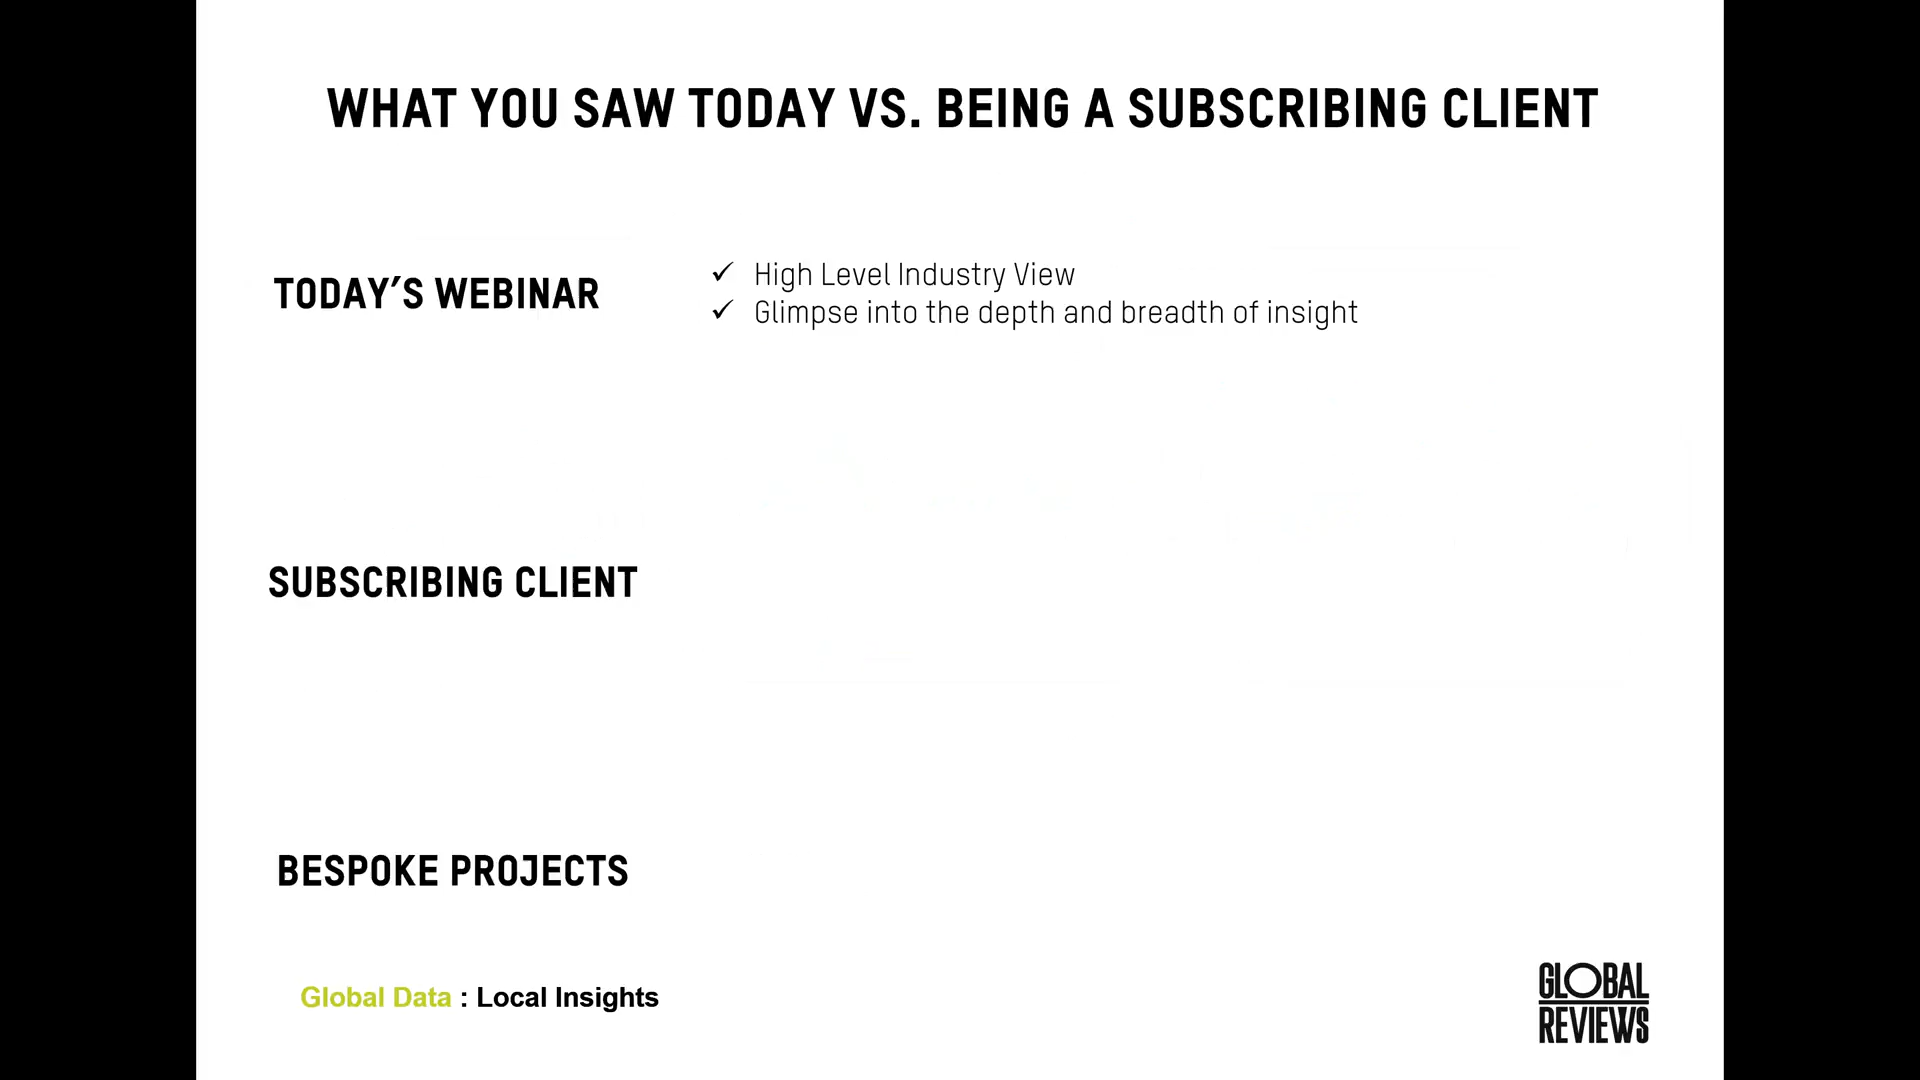 WHAT YOU SAW TODAY VS. BEING A SUBSCRIBING CLIENT
TODAY'S WEBINAR
✓ High Level Industry View
✓ Glimpse into the depth and breadth of insight
SUBSCRIBING CLIENT
BESPOKE PROJECTS
Global Data : Local Insights
GLOBAL
REVIEWS